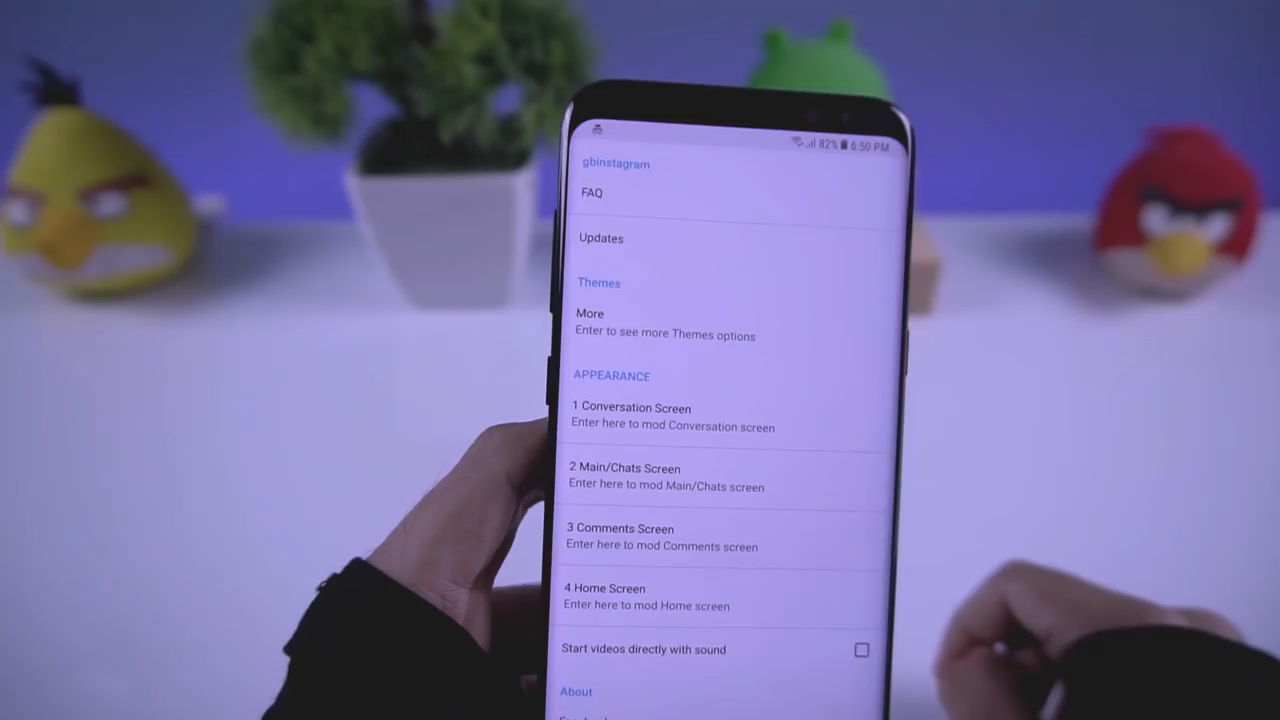 82% 6:50 PM
gbinstagram
FAQ
Updates
Themes
More
Enter to see more Themes options
APPEARANCE
1 Conversation Screen
Enter here to mod Conversation screen
2 Main/Chats Screen
Enter here to mod Main/Chats screen
3 Comments Screen
Enter here to mod Comments screen
4 Home Screen
Enter here to mod Home screen
Start videos directly with sound
About